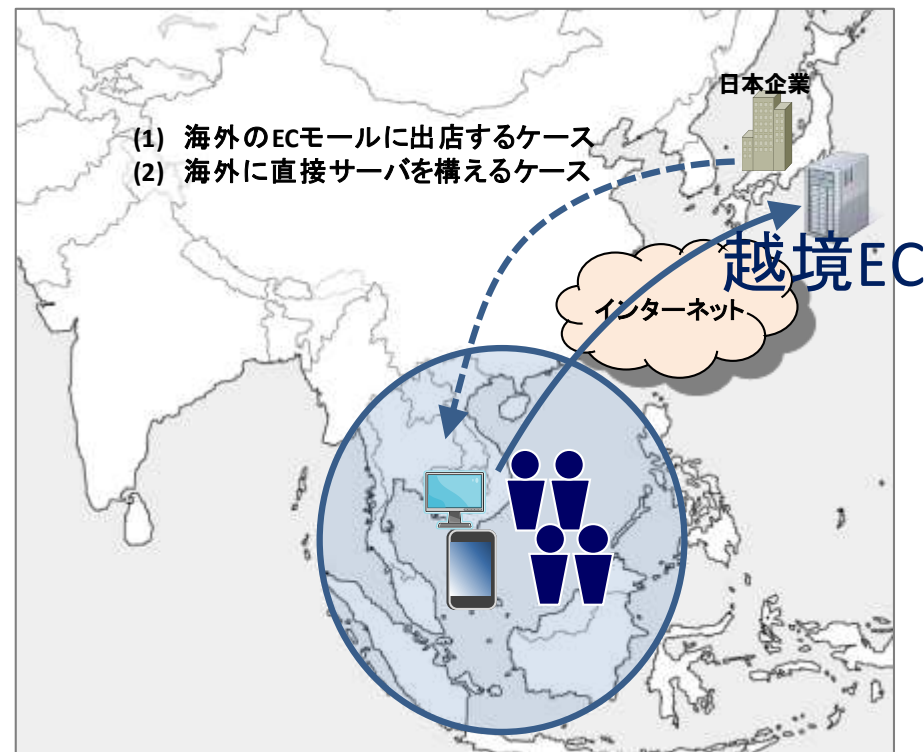 日本企業
(1) 海外のECモールに出店するケース
(2) 海外に直接サーバを構えるケース
越境EC
インターネット